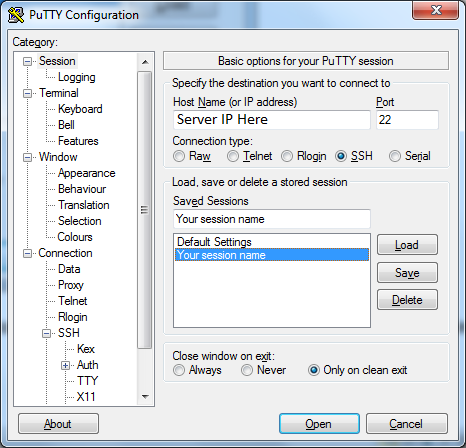 PuTTY Configuration
Category:
Session
Logging
Terminal
Keyboard
Bell
Features
Window
Appearance
Behaviour
Translation
Selection
Colours
Connection
Data
Proxy
Telnet
Rlogin
SSH
Kex
Auth
TTY
X11
Basic options for your PuTTY session
Specify the destination you want to connect to
Host Name (or IP address) Port
Server IP Here 22
Connection type:
Raw Telnet Rlogin SSH Serial
Load, save or delete a stored session
Saved Sessions
Your session name
Default Settings
Your session name
Load
Save
Delete
Close window on exit:
Always Never Only on clean exit
About Open Cancel